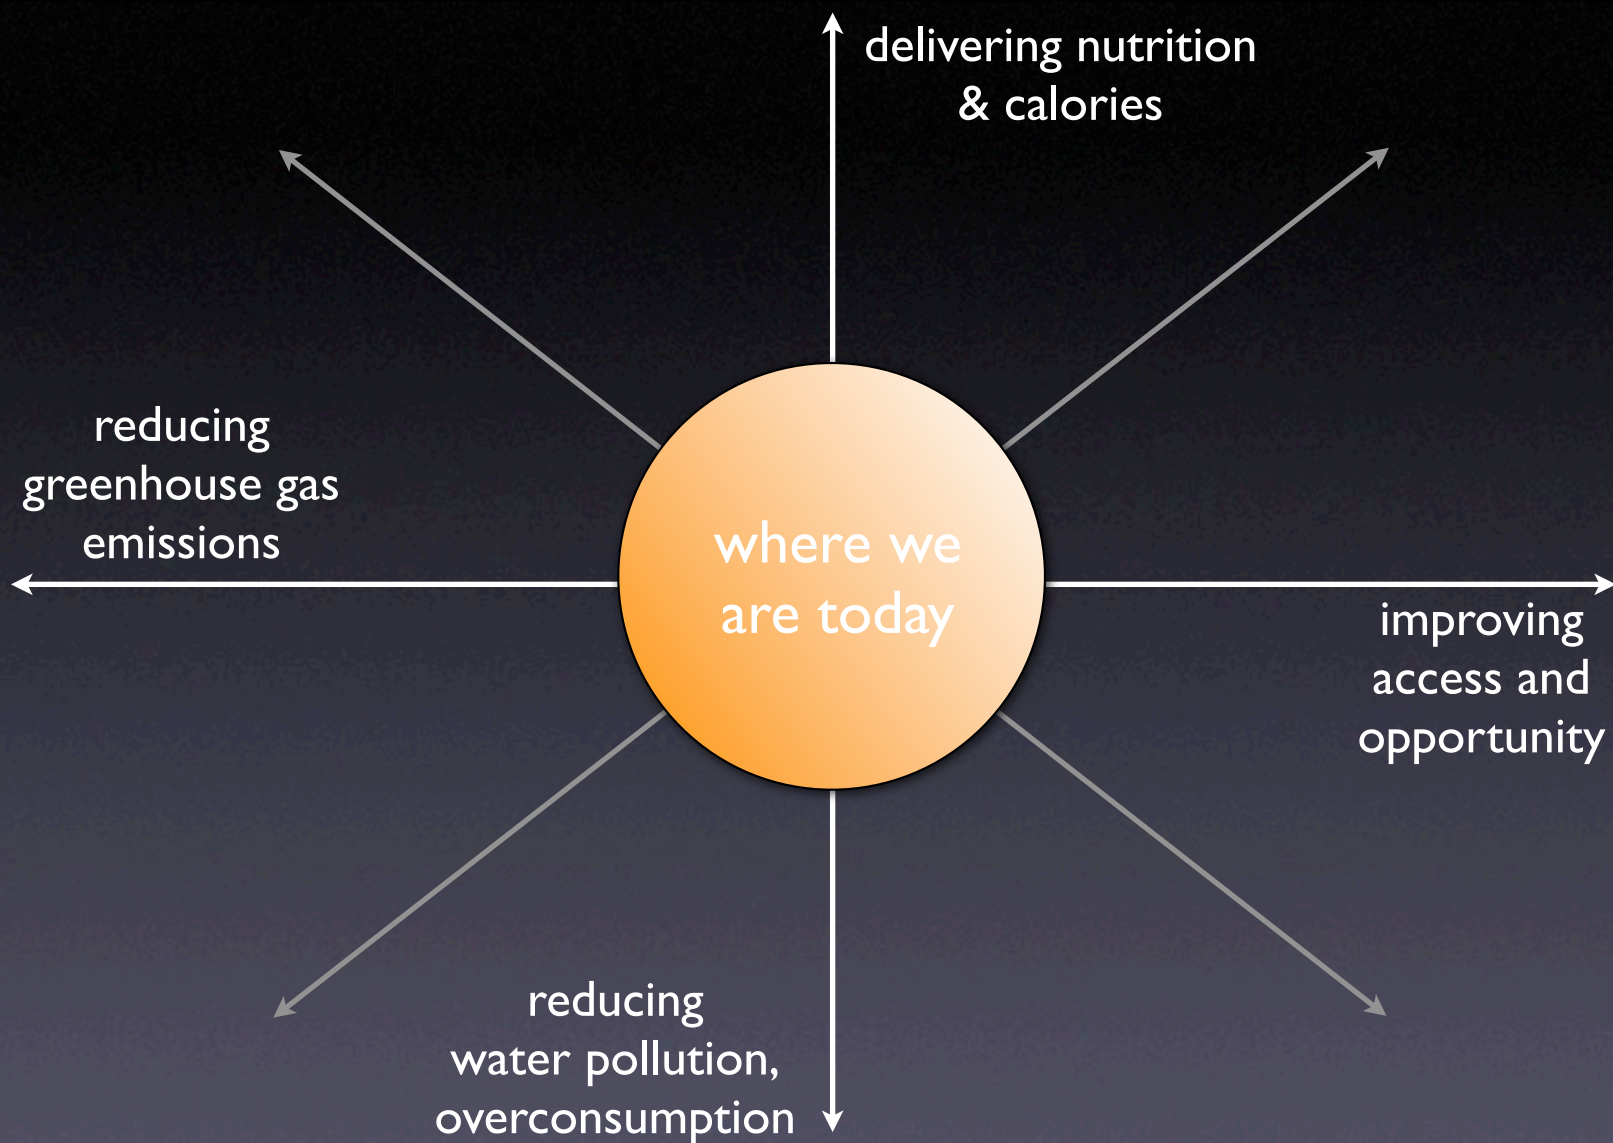 delivering nutrition
& calories
reducing
greenhouse gas
emissions
where we
are today
improving
access and
opportunity
reducing
water pollution,
overconsumption